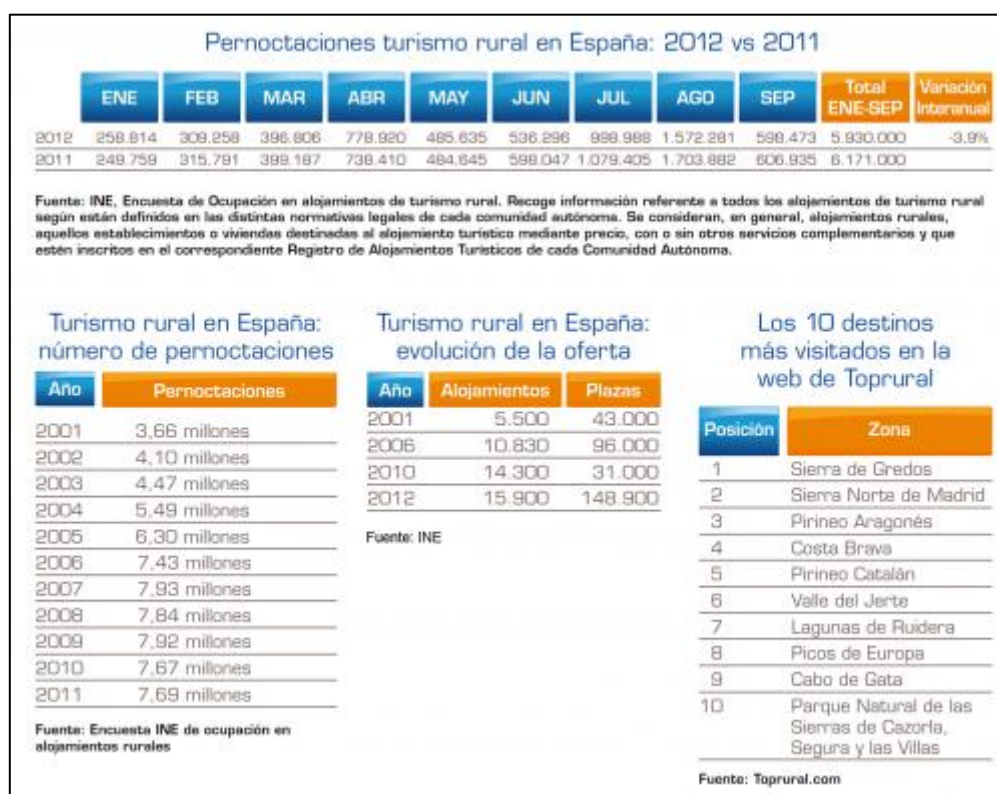 Pernoctaciones turismo rural en España: 2012 vs 2011
ENE FEB MAR ABR MAY JUN JUL AGO SEP Total ENE-SEP Variación Interanual
2012 258.814 309.258 396.806 778.920 485.635 536.296 998.988 1.572.281 598.473 5.930.000 -3,9%
2011 249.759 315.791 399.187 738.410 484.645 598.047 1.079.405 1.703.882 606.935 6.171.000
Fuente: INE, Encuesta de Ocupación en alojamientos de turismo rural. Recoge información referente a todos los alojamientos de turismo rural
según están definidos en las distintas normativas legales de cada comunidad autónoma. Se consideran, en general, alojamientos rurales,
aquellos establecimientos o viviendas destinadas al alojamiento turístico mediante precio, con o sin otros servicios complementarios y que
estén inscritos en el correspondiente Registro de Alojamientos Turísticos de cada Comunidad Autónoma.
Turismo rural en España:
número de pernoctaciones
Año Pernoctaciones
2001 3,66 millones
2002 4,10 millones
2003 4,47 millones
2004 5,49 millones
2005 6,30 millones
2006 7,43 millones
2007 7,93 millones
2008 7,84 millones
2009 7,92 millones
2010 7,67 millones
2011 7,69 millones
Fuente: Encuesta INE de ocupación en
alojamientos rurales
Turismo rural en España:
evolución de la oferta
Año Alojamientos Plazas
2001 5.500 43.000
2006 10.830 96.000
2010 14.300 31.000
2012 15.900 148.900
Fuente: INE
Los 10 destinos
más visitados en la
web de Toprural
Posición Zona
1 Sierra de Gredos
2 Sierra Norte de Madrid
3 Pirineo Aragonés
4 Costa Brava
5 Pirineo Catalán
6 Valle del Jerte
7 Lagunas de Ruidera
8 Picos de Europa
9 Cabo de Gata
10 Parque Natural de las
Sierras de Cazorla,
Segura y las Villas
Fuente: Toprural.com